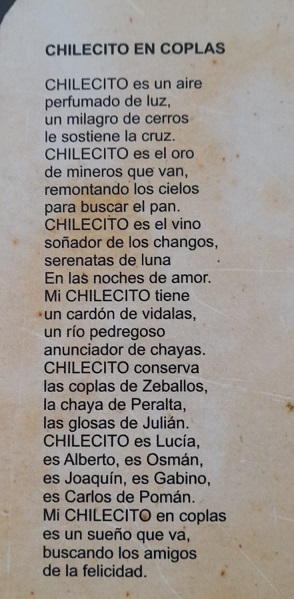 CHILECITO EN COPLAS
CHILECITO es un aire
perfumado de luz,
un milagro de cerros
le sostiene la cruz.
CHILECITO es el oro
de mineros que van,
remontando los cielos
para buscar el pan.
CHILECITO es el vino
soñador de los changos,
serenatas de luna
En las noches de amor.
Mi CHILECITO tiene
un cardón de vidalas,
un río pedregoso
anunciador de chayas.
CHILECITO conserva
las coplas de Zeballos,
la chaya de Peralta,
las glosas de Julián.
CHILECITO es Lucía,
es Alberto, es Osmán,
es Joaquín, es Gabino,
es Carlos de Pomán.
Mi CHILECITO en coplas
es un sueño que va,
buscando los amigos
de la felicidad.